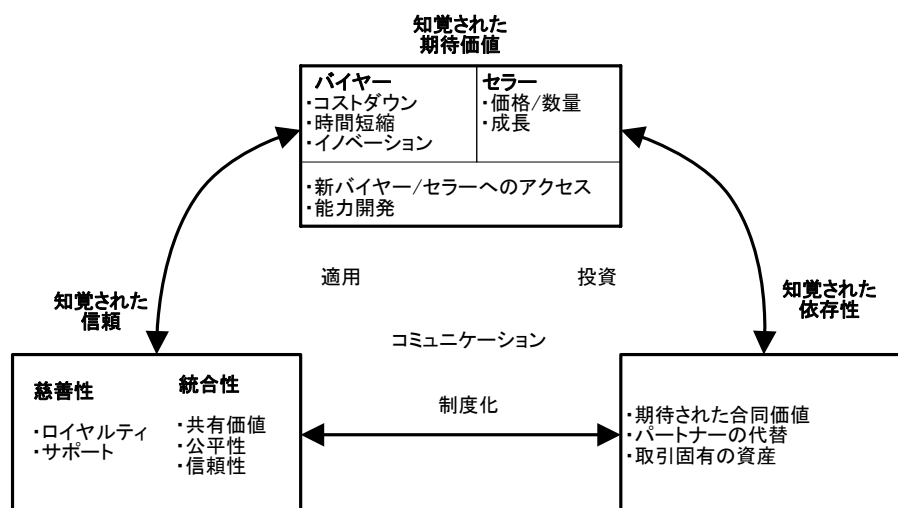 知覚された
期待価値
バイヤー
・コストダウン
・時間短縮
・イノベーション
セラー
・価格/数量
・成長
・新バイヤー/セラーへのアクセス
・能力開発
適用
投資
知覚された
信頼
知覚された
依存性
コミュニケーション
慈善性
・ロイヤルティ
・サポート
統合性
・共有価値
・公平性
・信頼性
制度化
・期待された合同価値
・パートナーの代替
・取引固有の資産